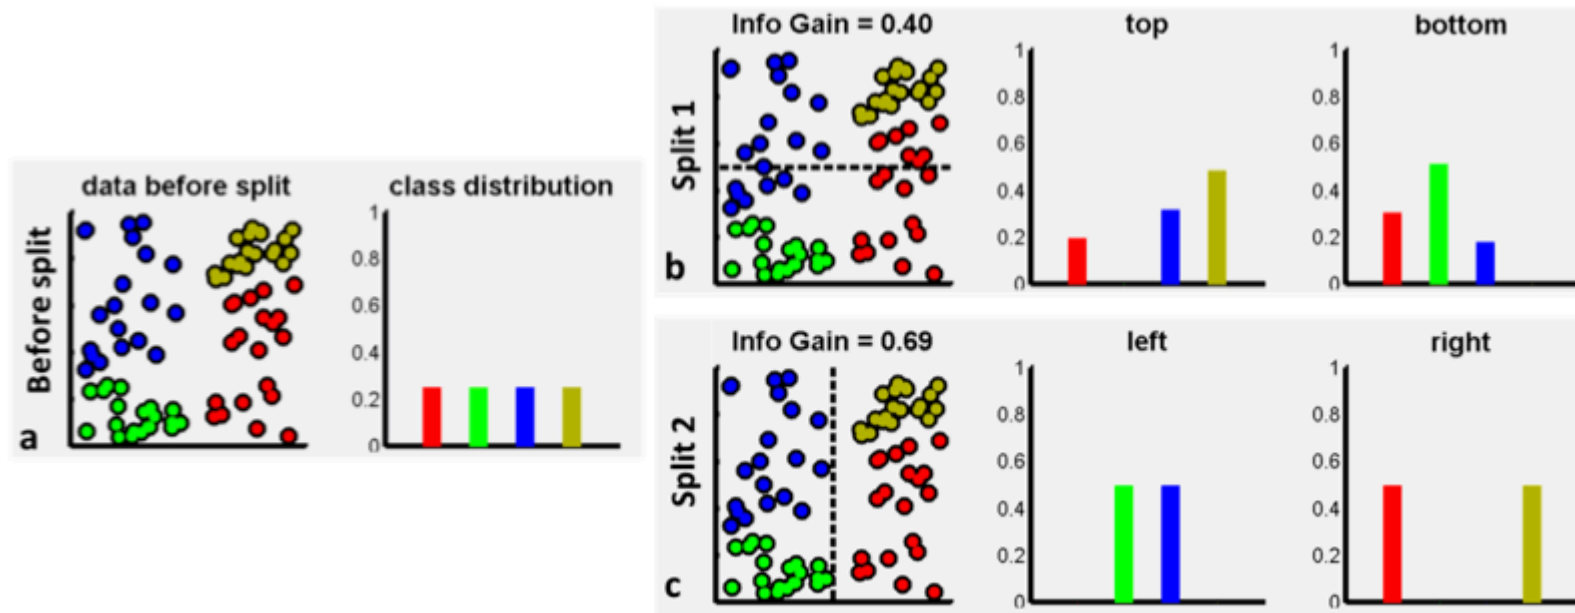 Before split
a
data before split
1
0.8
0.6
0.4
0.2
0
class distribution
Split 1
b
Info Gain = 0.40
top
1
0.8
0.6
0.4
0.2
0
bottom
1
0.8
0.6
0.4
0.2
0
Split 2
c
Info Gain = 0.69
left
1
0.8
0.6
0.4
0.2
0
right
1
0.8
0.6
0.4
0.2
0